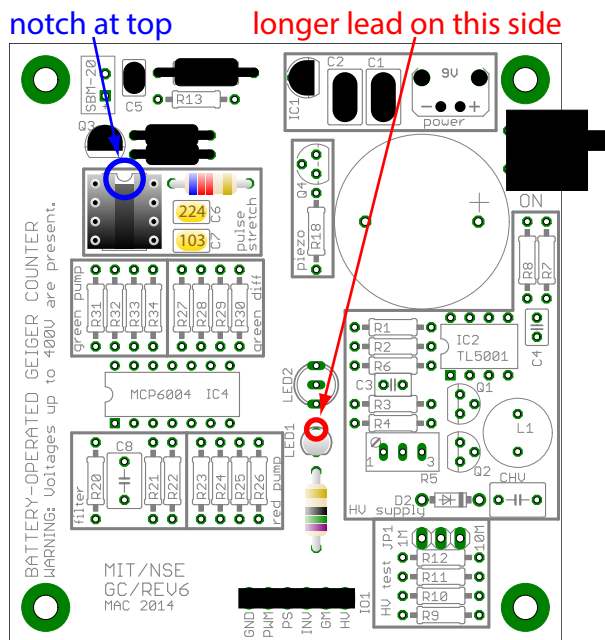 notch at top
longer lead on this side
SBM-20
C5
R13
Q3
IC1
C2
C1
9V
power
Q4
R18
piezo
ON
224
C6
103
C7
pulse
stretch
R8
R7
C4
green pump
R31
R32
R33
R34
R27
R28
R29
R30
green diff
R1
R2
R6
C3
R3
R4
IC2
TL5001
Q1
LED2
LED1
MCP6004 IC4
1
3
R5
Q2
L1
D2
CHV
HV supply
filter
R20
C8
R21
R22
R23
R24
R25
R26
red pump
BATTERY-OPERATED GEIGER COUNTER
WARNING: Voltages up to 400V are present.
JP1
1M
10M
HV test
R12
R11
R10
R9
MIT/NSE
GC/REV6
MAC 2014
IO1
GND
PWM
PS
INV
GM
HV